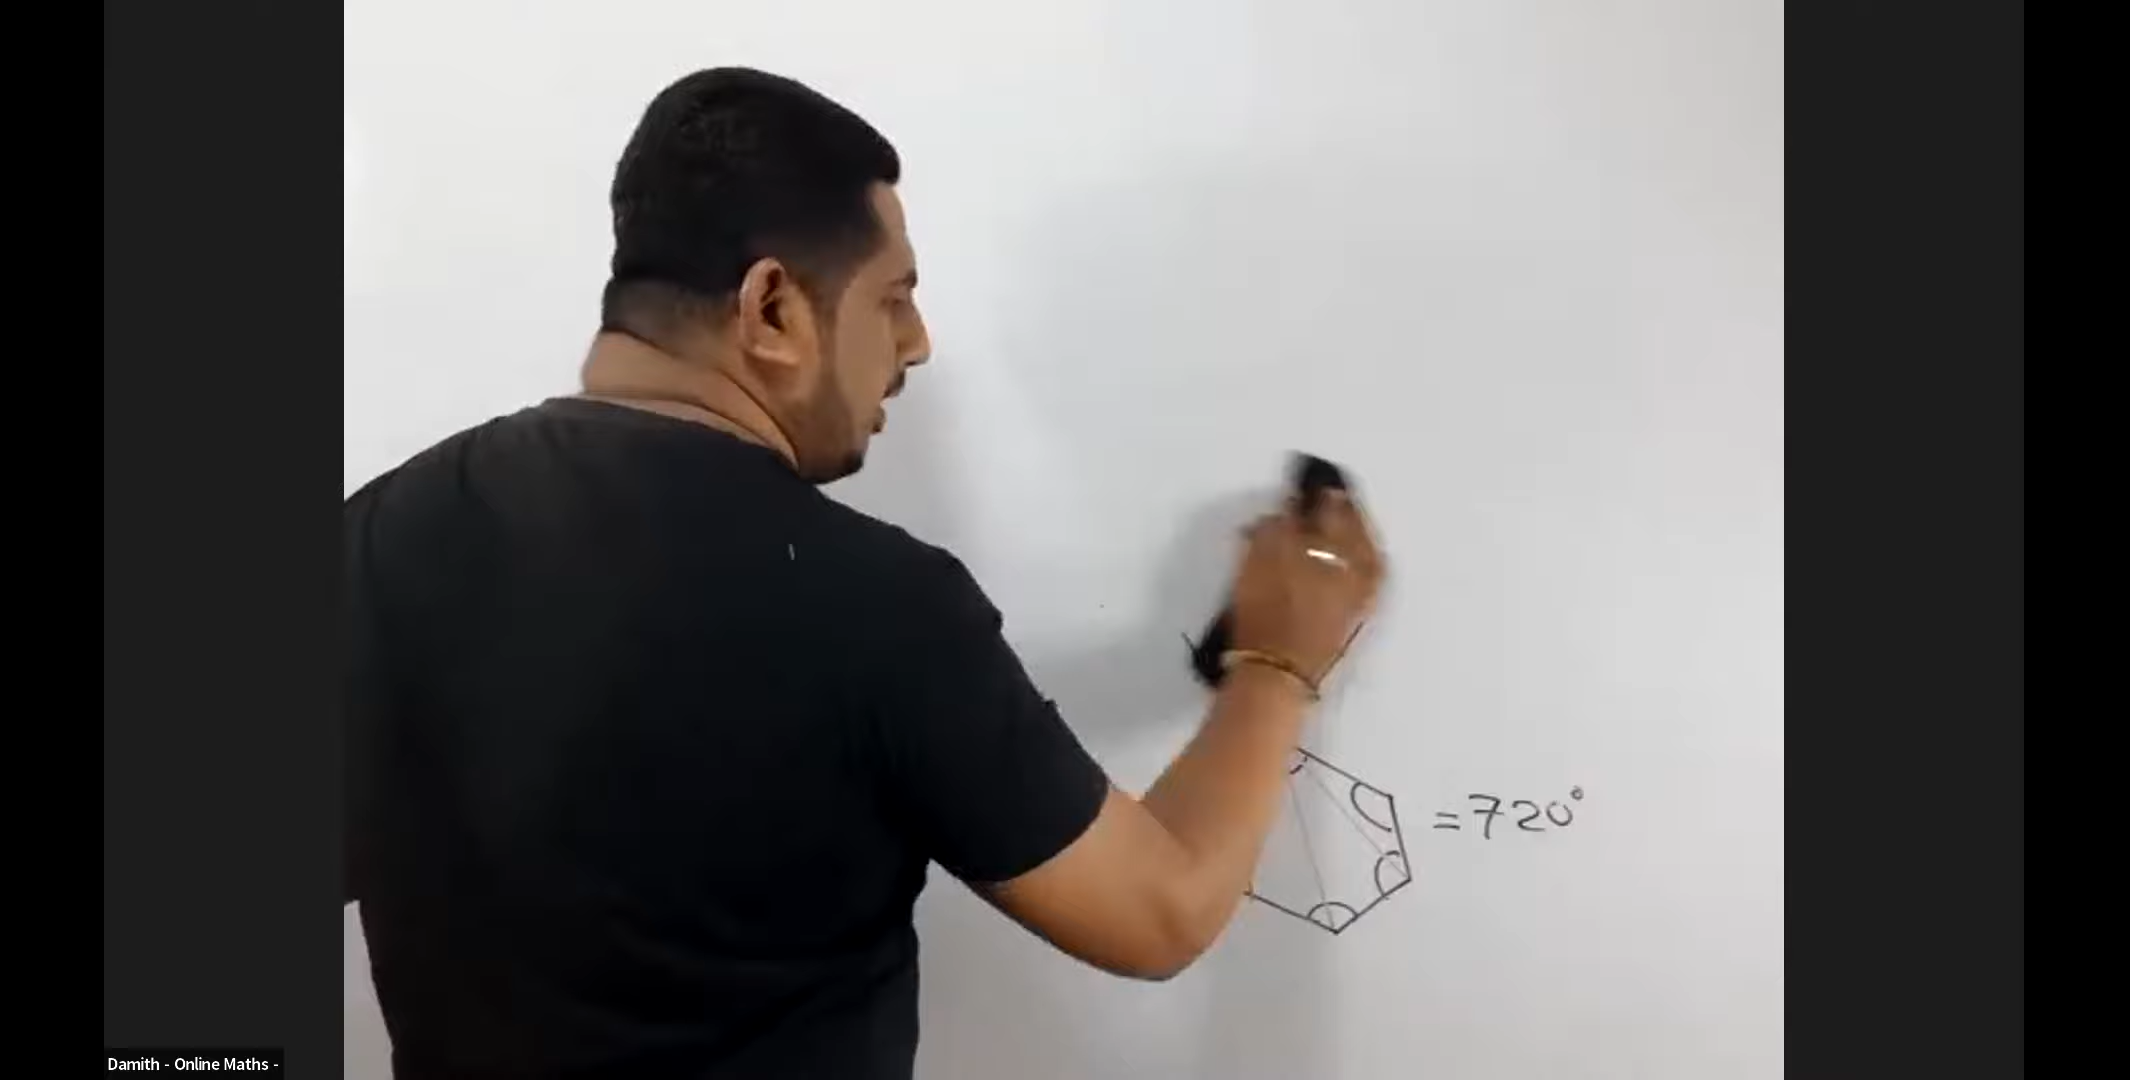 = 720°
Damith - Online Maths -